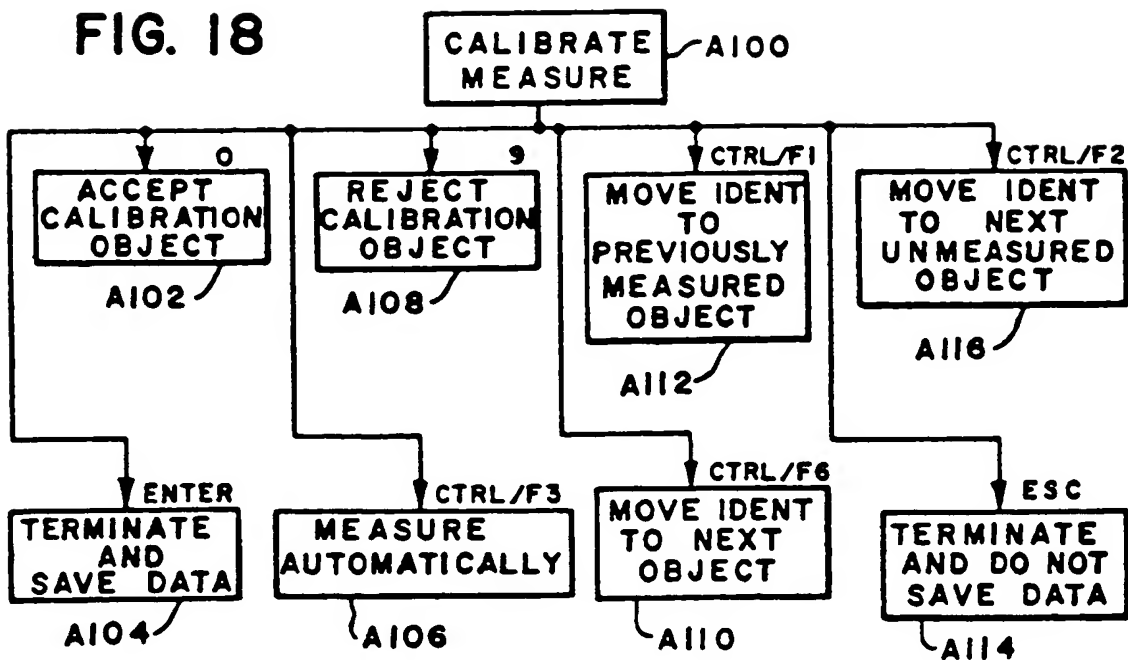 FIG. 18
CALIBRATE
MEASURE
A100
0
ACCEPT
CALIBRATION
OBJECT
A102
9
REJECT
CALIBRATION
OBJECT
A108
CTRL/F1
MOVE IDENT
TO
PREVIOUSLY
MEASURED
OBJECT
A112
CTRL/F2
MOVE IDENT
TO NEXT
UNMEASURED
OBJECT
A116
ENTER
TERMINATE
AND
SAVE DATA
A104
CTRL/F3
MEASURE
AUTOMATICALLY
A106
CTRL/F6
MOVE IDENT
TO NEXT
OBJECT
A110
ESC
TERMINATE
AND DO NOT
SAVE DATA
A114